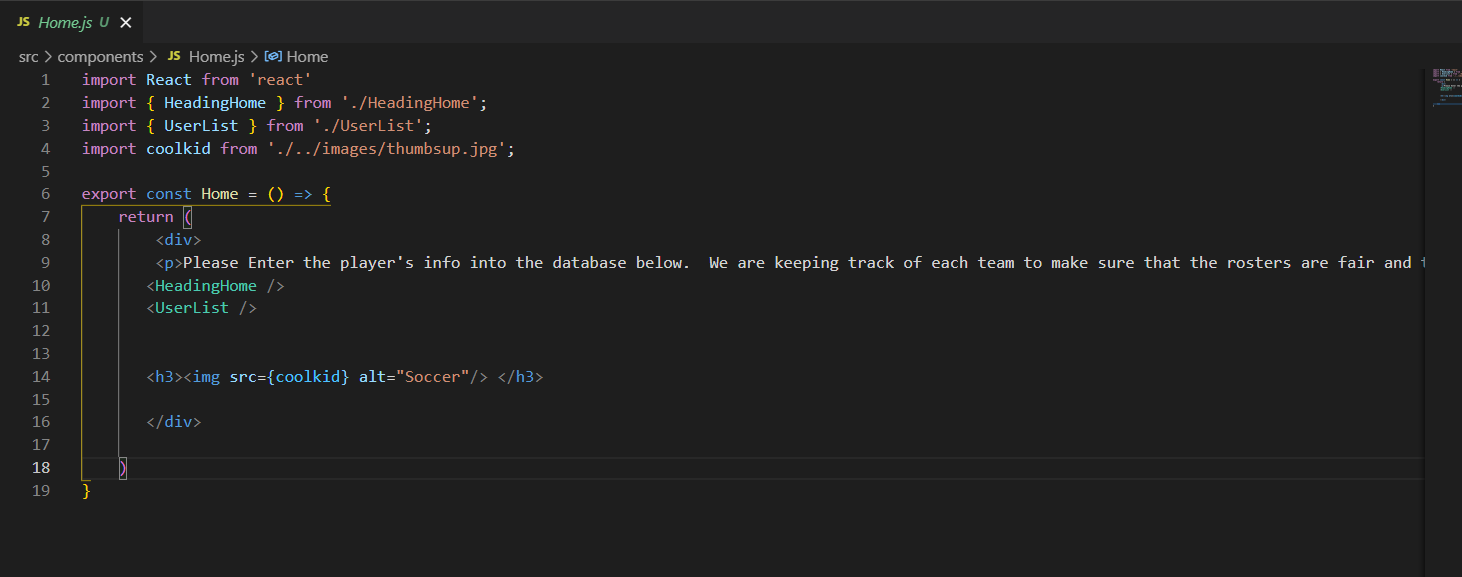 JS Home.js U ×
src > components > JS Home.js > Home
1 import React from 'react'
2 import { HeadingHome } from './HeadingHome';
3 import { UserList } from './UserList';
4 import coolkid from './../images/thumbsup.jpg';
5
6 export const Home = () => {
7     return (
8         <div>
9         <p>Please Enter the player's info into the database below.  We are keeping track of each team to make sure that the rosters are fair and
10        <HeadingHome />
11        <UserList />
12
13
14        <h3><img src={coolkid} alt="Soccer"/> </h3>
15
16        </div>
17
18     )
19 }